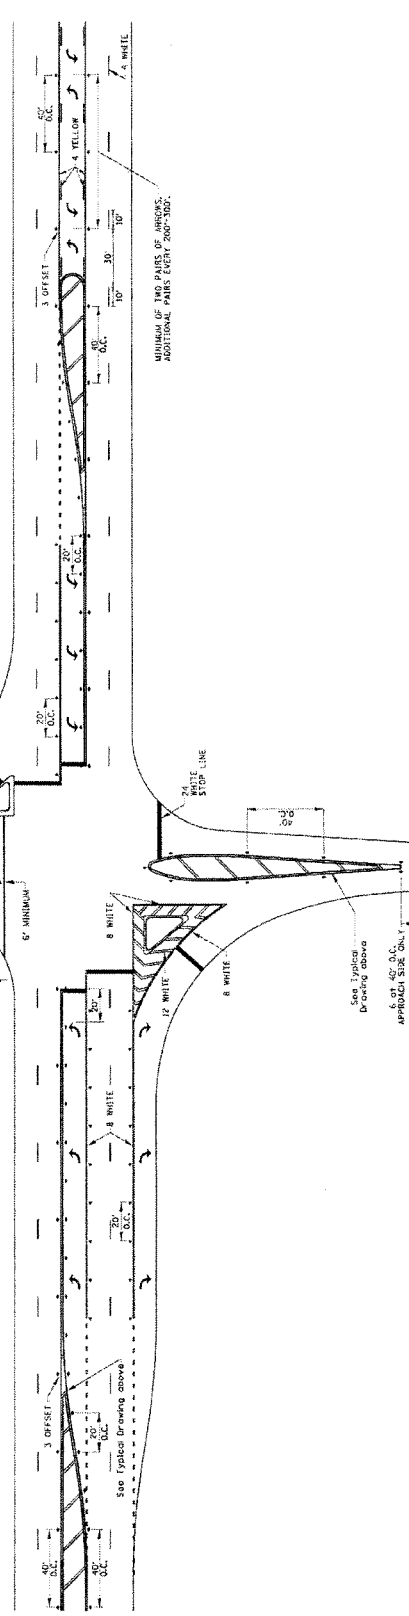 4 WHITE
40'
O.C.
4 YELLOW
3 OFFSET
10'
30'
10'
MINIMUM OF TWO PAIRS OF ARROWS.
ADDITIONAL PAIRS EVERY 200'-300'.
40'
O.C.
20'
O.C.
20'
O.C.
24
WHITE
STOP LINE
40'
O.C.
6' MINIMUM
8 WHITE
8 WHITE
12 WHITE
See Typical
Drawing above
6 at 40' O.C.
APPROACH SIDE ONLY
20'
8 WHITE
20'
O.C.
3 OFFSET
See Typical Drawing above
20'
O.C.
40'
O.C.
40'
O.C.